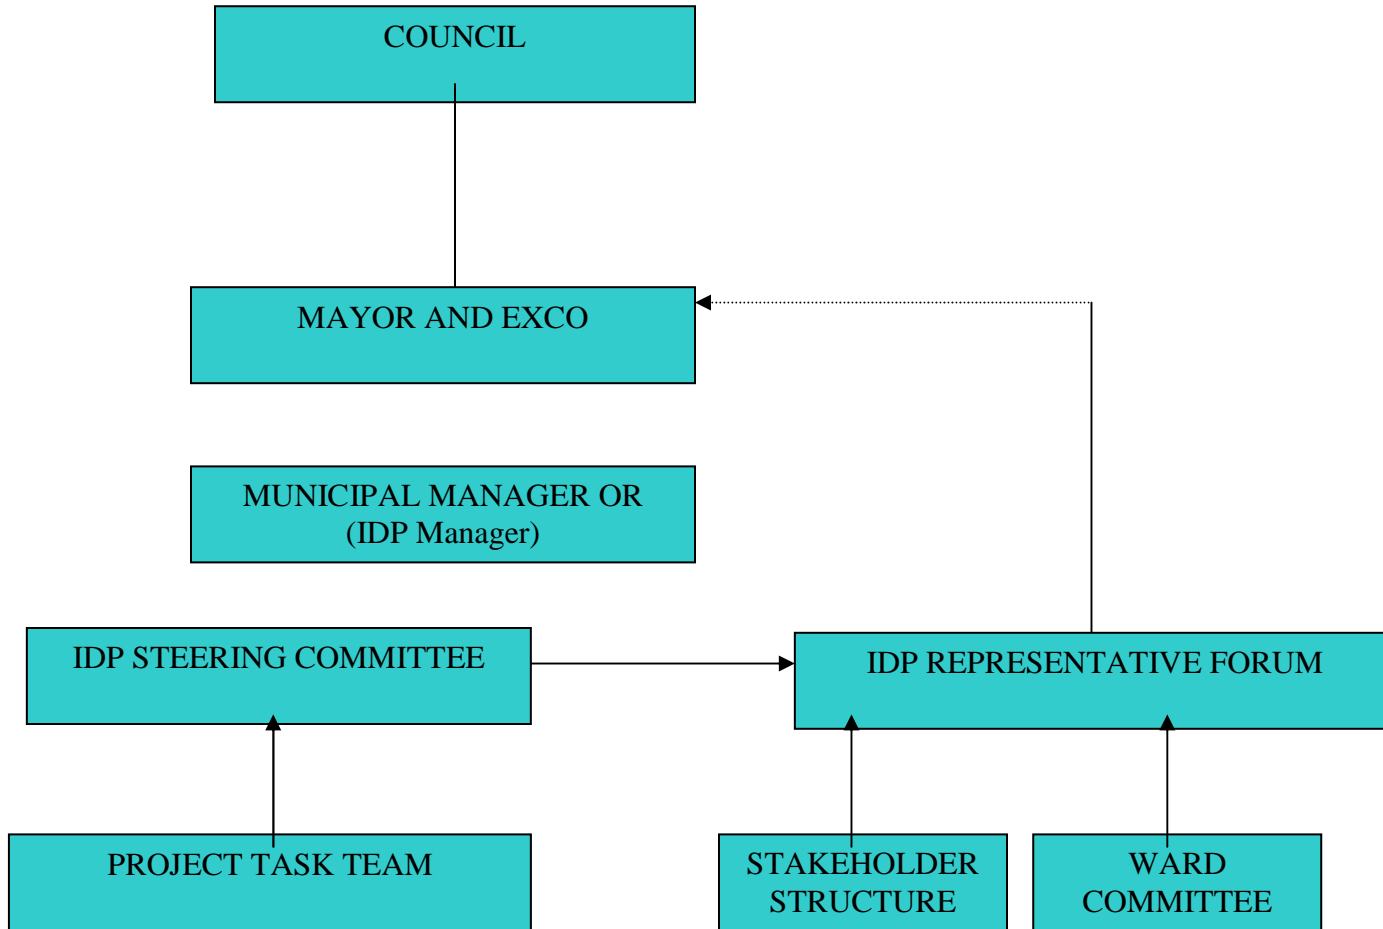 COUNCIL
MAYOR AND EXCO
MUNICIPAL MANAGER OR
(IDP Manager)
IDP STEERING COMMITTEE
IDP REPRESENTATIVE FORUM
PROJECT TASK TEAM
STAKEHOLDER
STRUCTURE
WARD
COMMITTEE